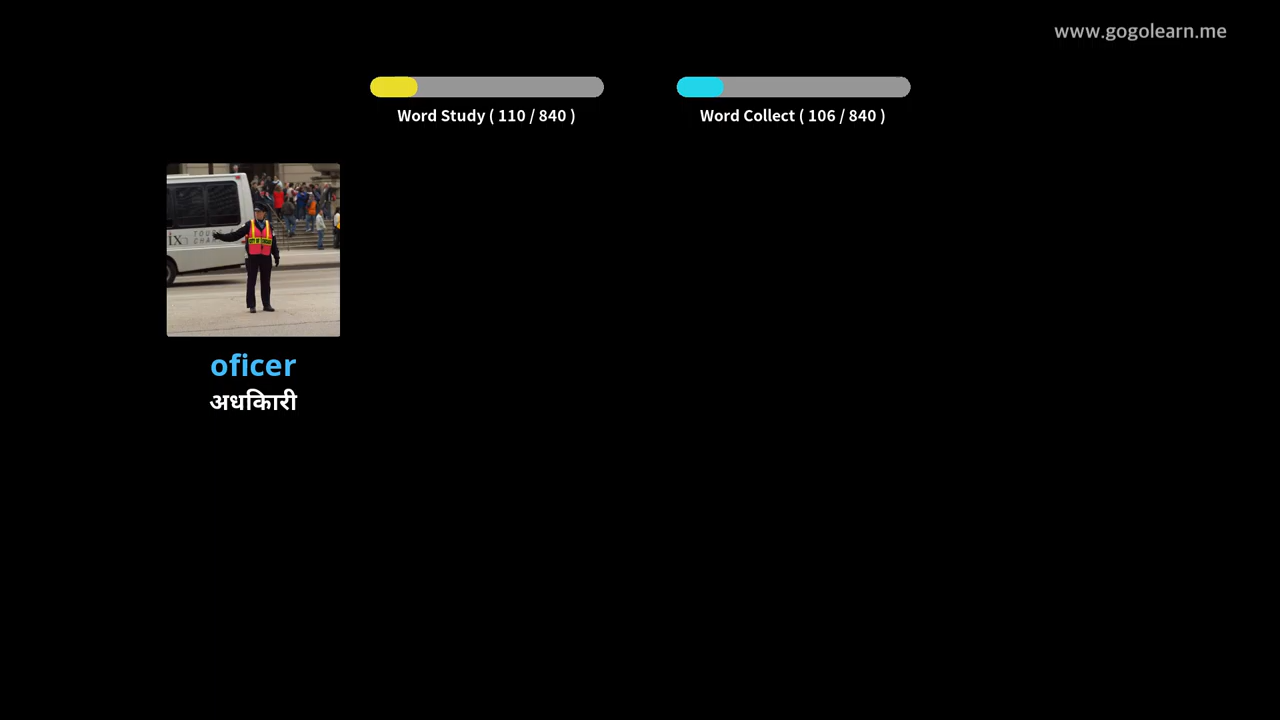 www.gogolearn.me
Word Study ( 110 / 840 )
Word Collect ( 106 / 840 )
oficer
अधिकारी